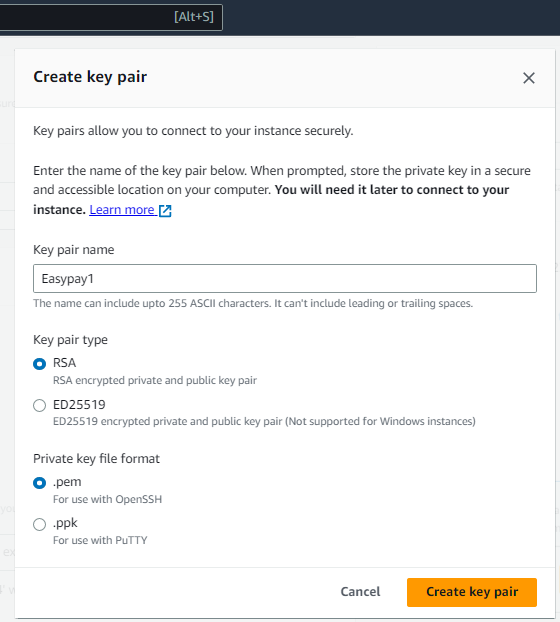 [Alt+S]
Create key pair
Key pairs allow you to connect to your instance securely.
Enter the name of the key pair below. When prompted, store the private key in a secure
and accessible location on your computer. You will need it later to connect to your
instance. Learn more
Key pair name
Easypay1
The name can include upto 255 ASCII characters. It can't include leading or trailing spaces.
Key pair type
RSA
RSA encrypted private and public key pair
ED25519
ED25519 encrypted private and public key pair (Not supported for Windows instances)
Private key file format
.pem
For use with OpenSSH
.ppk
For use with PuTTY
Cancel
Create key pair